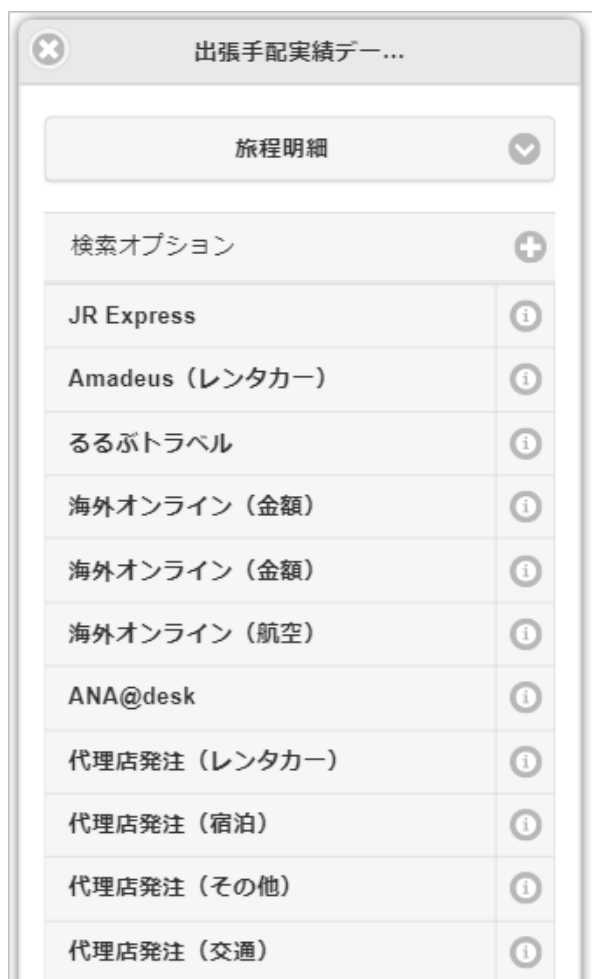 出張手配実績デー...
旅程明細
検索オプション
JR Express
Amadeus（レンタカー）
るるぶトラベル
海外オンライン（金額）
海外オンライン（金額）
海外オンライン（航空）
ANA@desk
代理店発注（レンタカー）
代理店発注（宿泊）
代理店発注（その他）
代理店発注（交通）